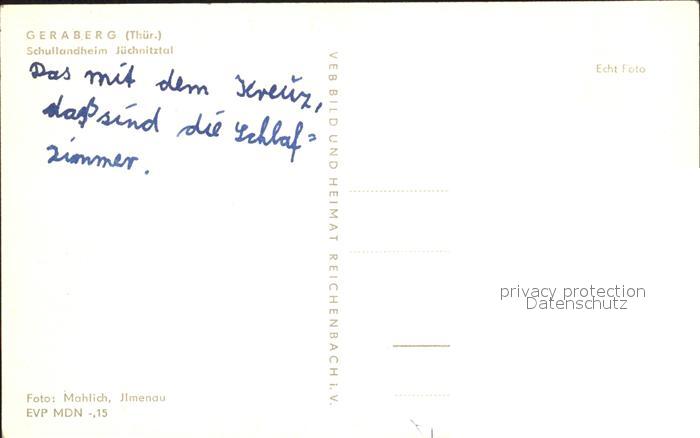 GERABERG (Thür.)
Schullandheim Jüchnitztal
Das mit dem Kreuz,
daß sind die Schlaf=
zimmer.
VEB BILD UND HEIMAT REICHENBACH i. V.
Echt Foto
privacy protection
Datenschutz
Foto: Mahlich, Jlmenau
EVP MDN -,15